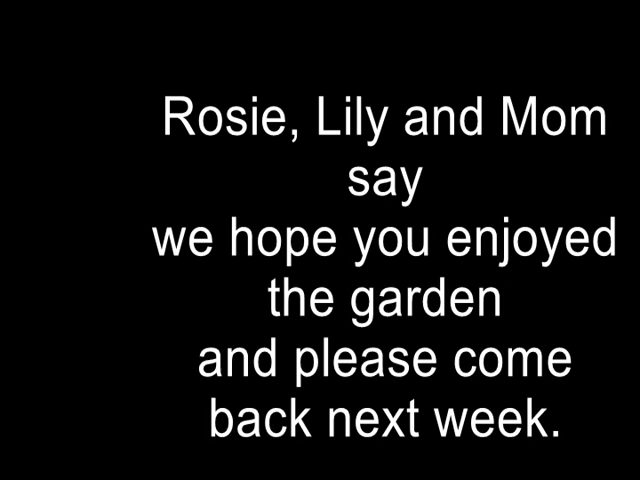 Rosie, Lily and Mom
say
we hope you enjoyed
the garden
and please come
back next week.